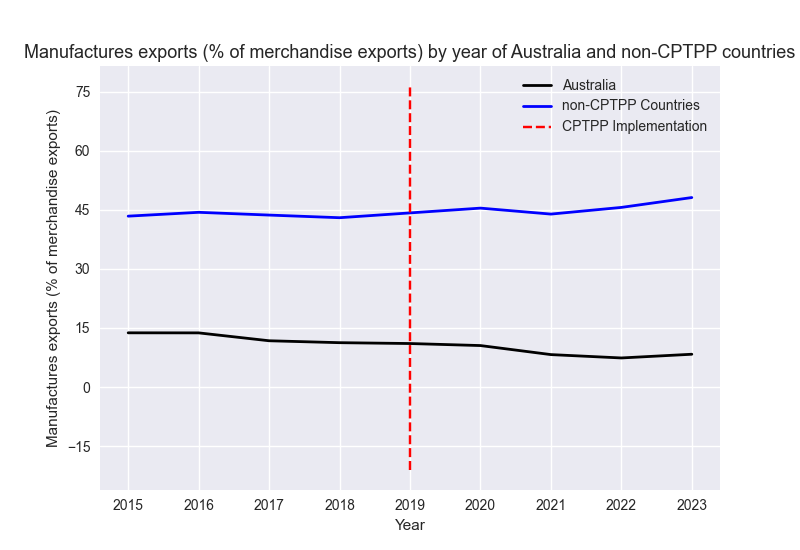 Manufactures exports (% of merchandise exports) by year of Australia and non-CPTPP countries
Australia
non-CPTPP Countries
CPTPP Implementation
Manufactures exports (% of merchandise exports)
75
60
45
30
15
0
−15
2015 2016 2017 2018 2019 2020 2021 2022 2023
Year